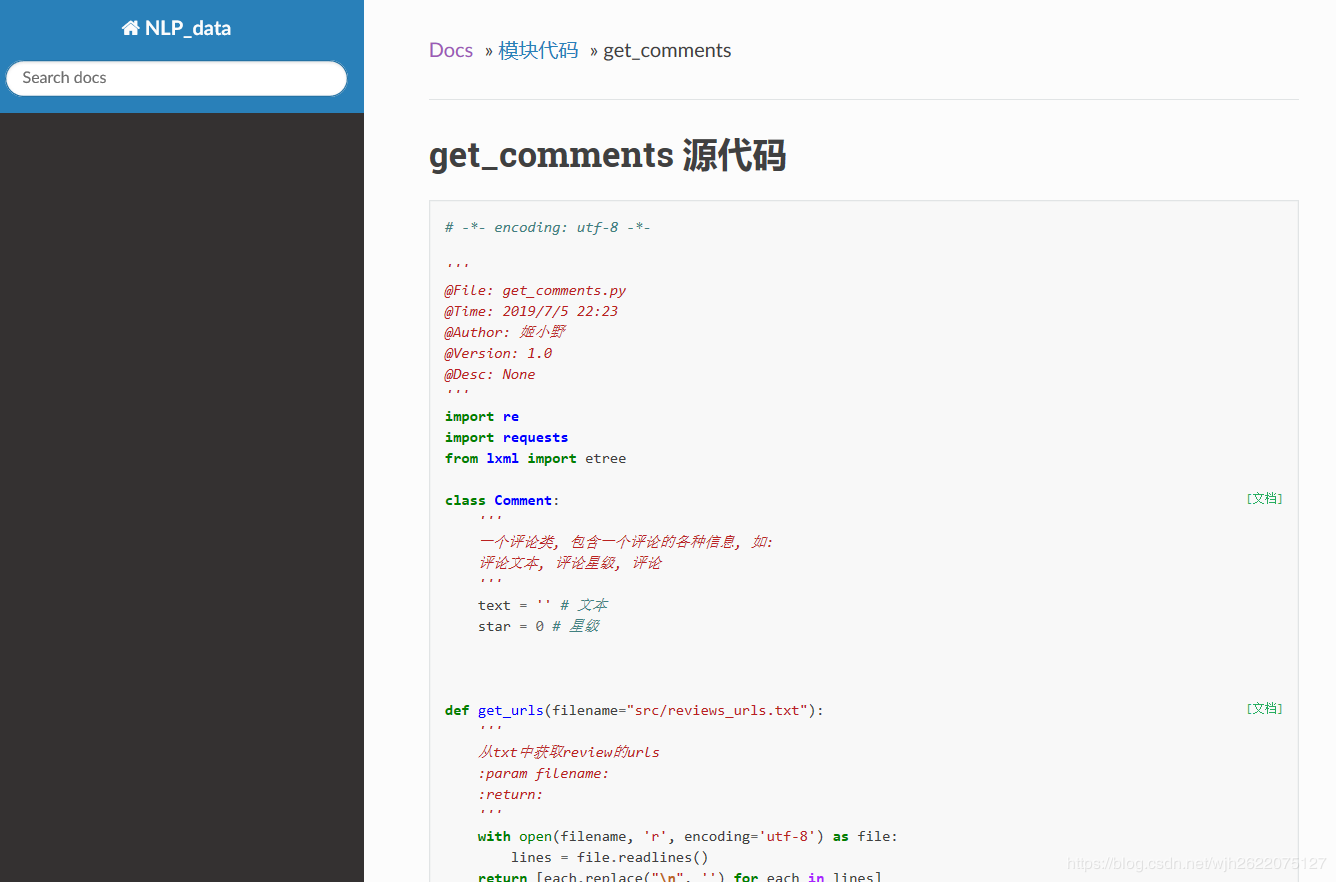 NLP_data
Search docs
Docs » 模块代码 » get_comments
get_comments 源代码
# -*- encoding: utf-8 -*-
'''
@File: get_comments.py
@Time: 2019/7/5 22:23
@Author: 姬小野
@Version: 1.0
@Desc: None
'''
import re
import requests
from lxml import etree
class Comment:
[文档]
'''
一个评论类, 包含一个评论的各种信息, 如:
评论文本, 评论星级, 评论
'''
text = '' # 文本
star = 0 # 星级
def get_urls(filename="src/reviews_urls.txt"):
[文档]
'''
从txt中获取review的urls
:param filename:
:return:
'''
with open(filename, 'r', encoding='utf-8') as file:
lines = file.readlines()
return [each.replace("\n", '') for each in lines]
https://blog.csdn.net/wjh2622075127